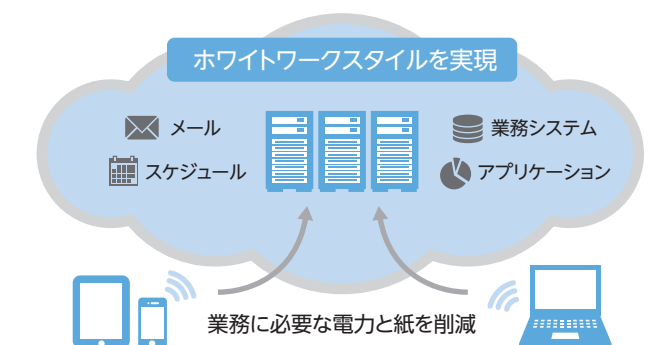 ホワイトワークスタイルを実現
メール
スケジュール
業務システム
アプリケーション
業務に必要な電力と紙を削減